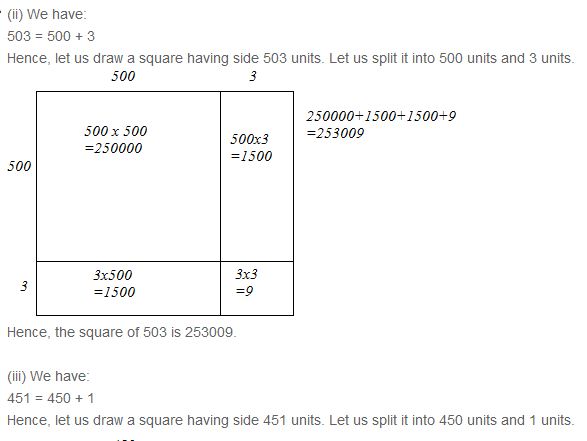 (ii) We have:
503 = 500 + 3
Hence, let us draw a square having side 503 units. Let us split it into 500 units and 3 units.
500 3
500 x 500
=250000
500x3
=1500
250000+1500+1500+9
=253009
500
3x500
=1500
3x3
=9
3
Hence, the square of 503 is 253009.
(iii) We have:
451 = 450 + 1
Hence, let us draw a square having side 451 units. Let us split it into 450 units and 1 units.